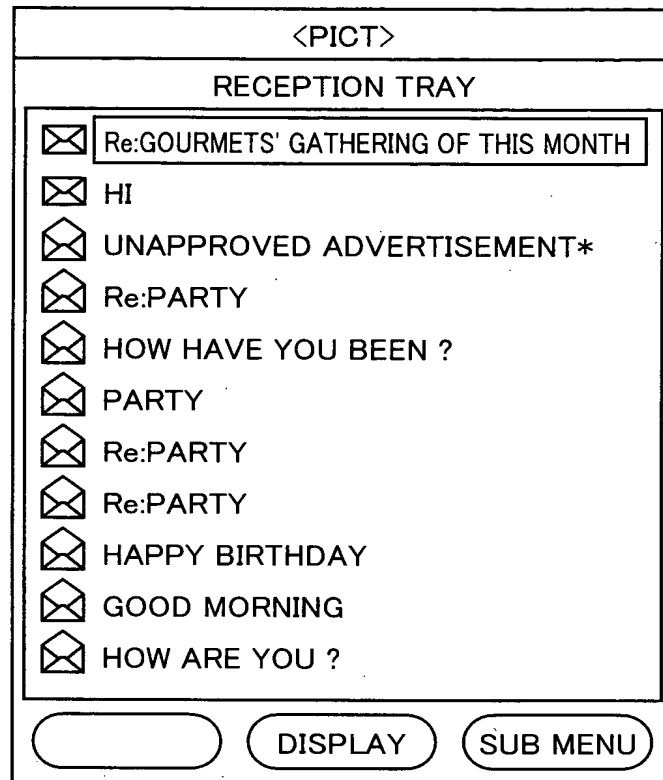 <PICT>
RECEPTION TRAY
Re:GOURMETS' GATHERING OF THIS MONTH
HI
UNAPPROVED ADVERTISEMENT*
Re:PARTY
HOW HAVE YOU BEEN ?
PARTY
Re:PARTY
Re:PARTY
HAPPY BIRTHDAY
GOOD MORNING
HOW ARE YOU ?
DISPLAY SUB MENU